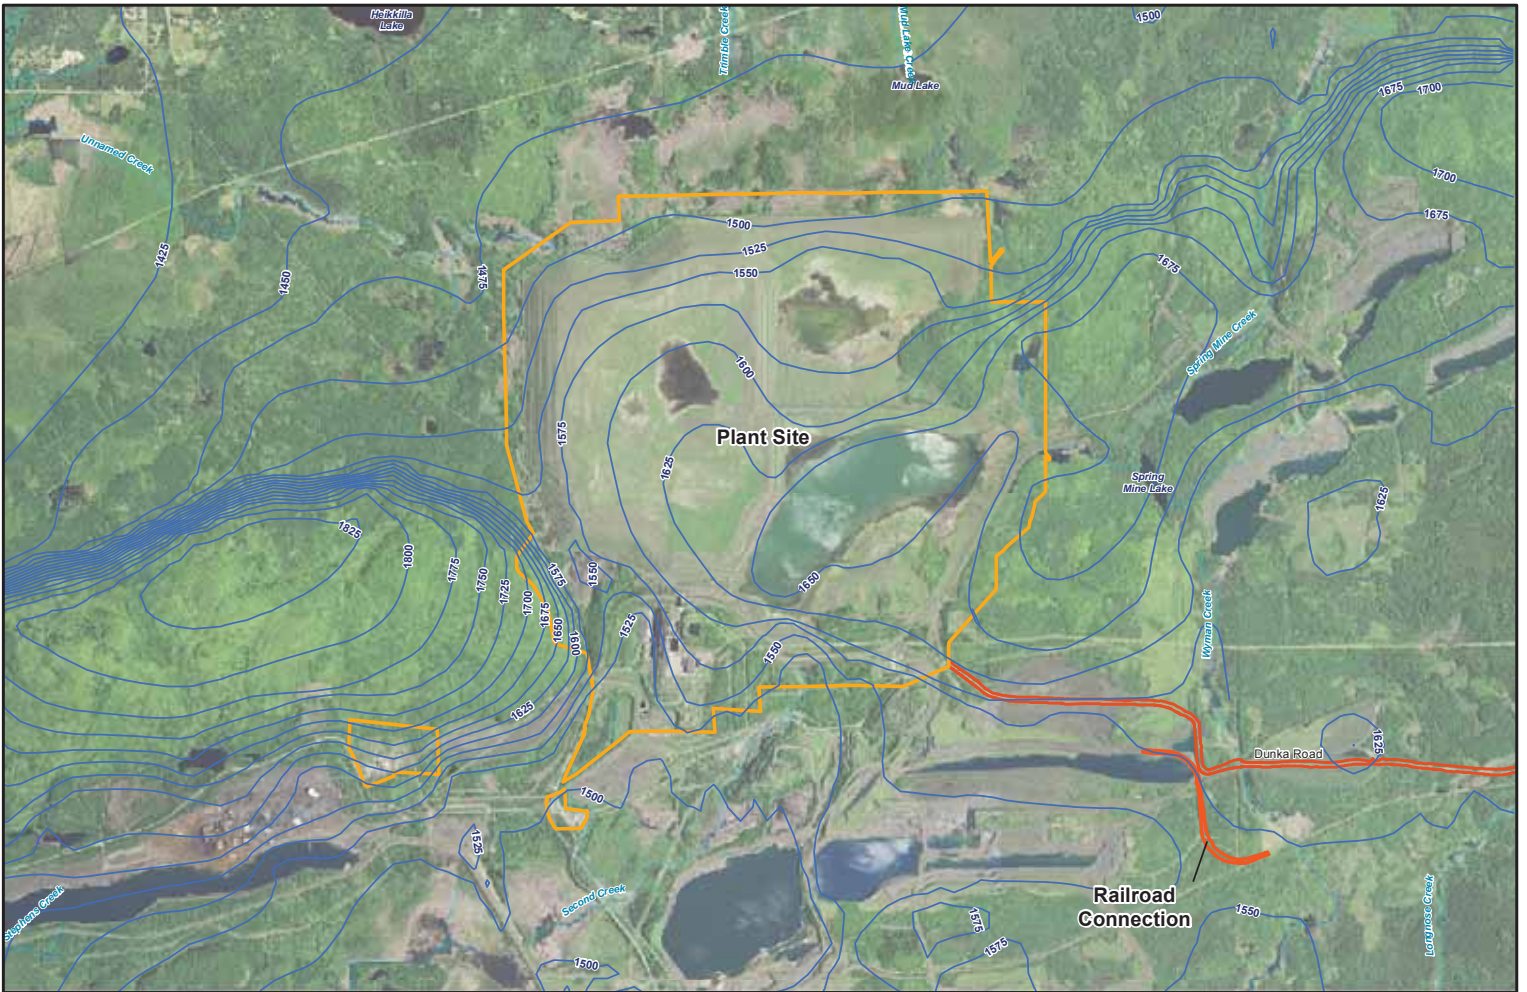 Heikkilla
Lake
Trimble Creek
Mud Lake Creek
Mud Lake
1500
1675
1700
Unnamed Creek
1700
1675
1425
1450
1475
1500
1525
1550
1675
Spring Mine Creek
1600
1575
Plant Site
1625
Spring
Mine Lake
1625
1825
1800
1775
1750
1725
1700
1675
1650
1600
1575
1550
1525
1650
1550
Wyman Creek
1625
1625
Dunka Road
1500
1525
Stephens Creek
Second Creek
Railroad
Connection
1575
1575
1550
Longnose Creek
1500